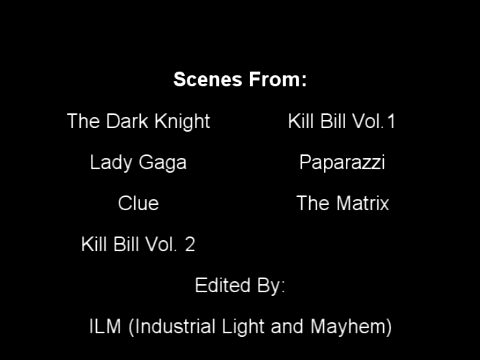 Scenes From:
The Dark Knight Kill Bill Vol.1
Lady Gaga Paparazzi
Clue The Matrix
Kill Bill Vol. 2
Edited By:
ILM (Industrial Light and Mayhem)